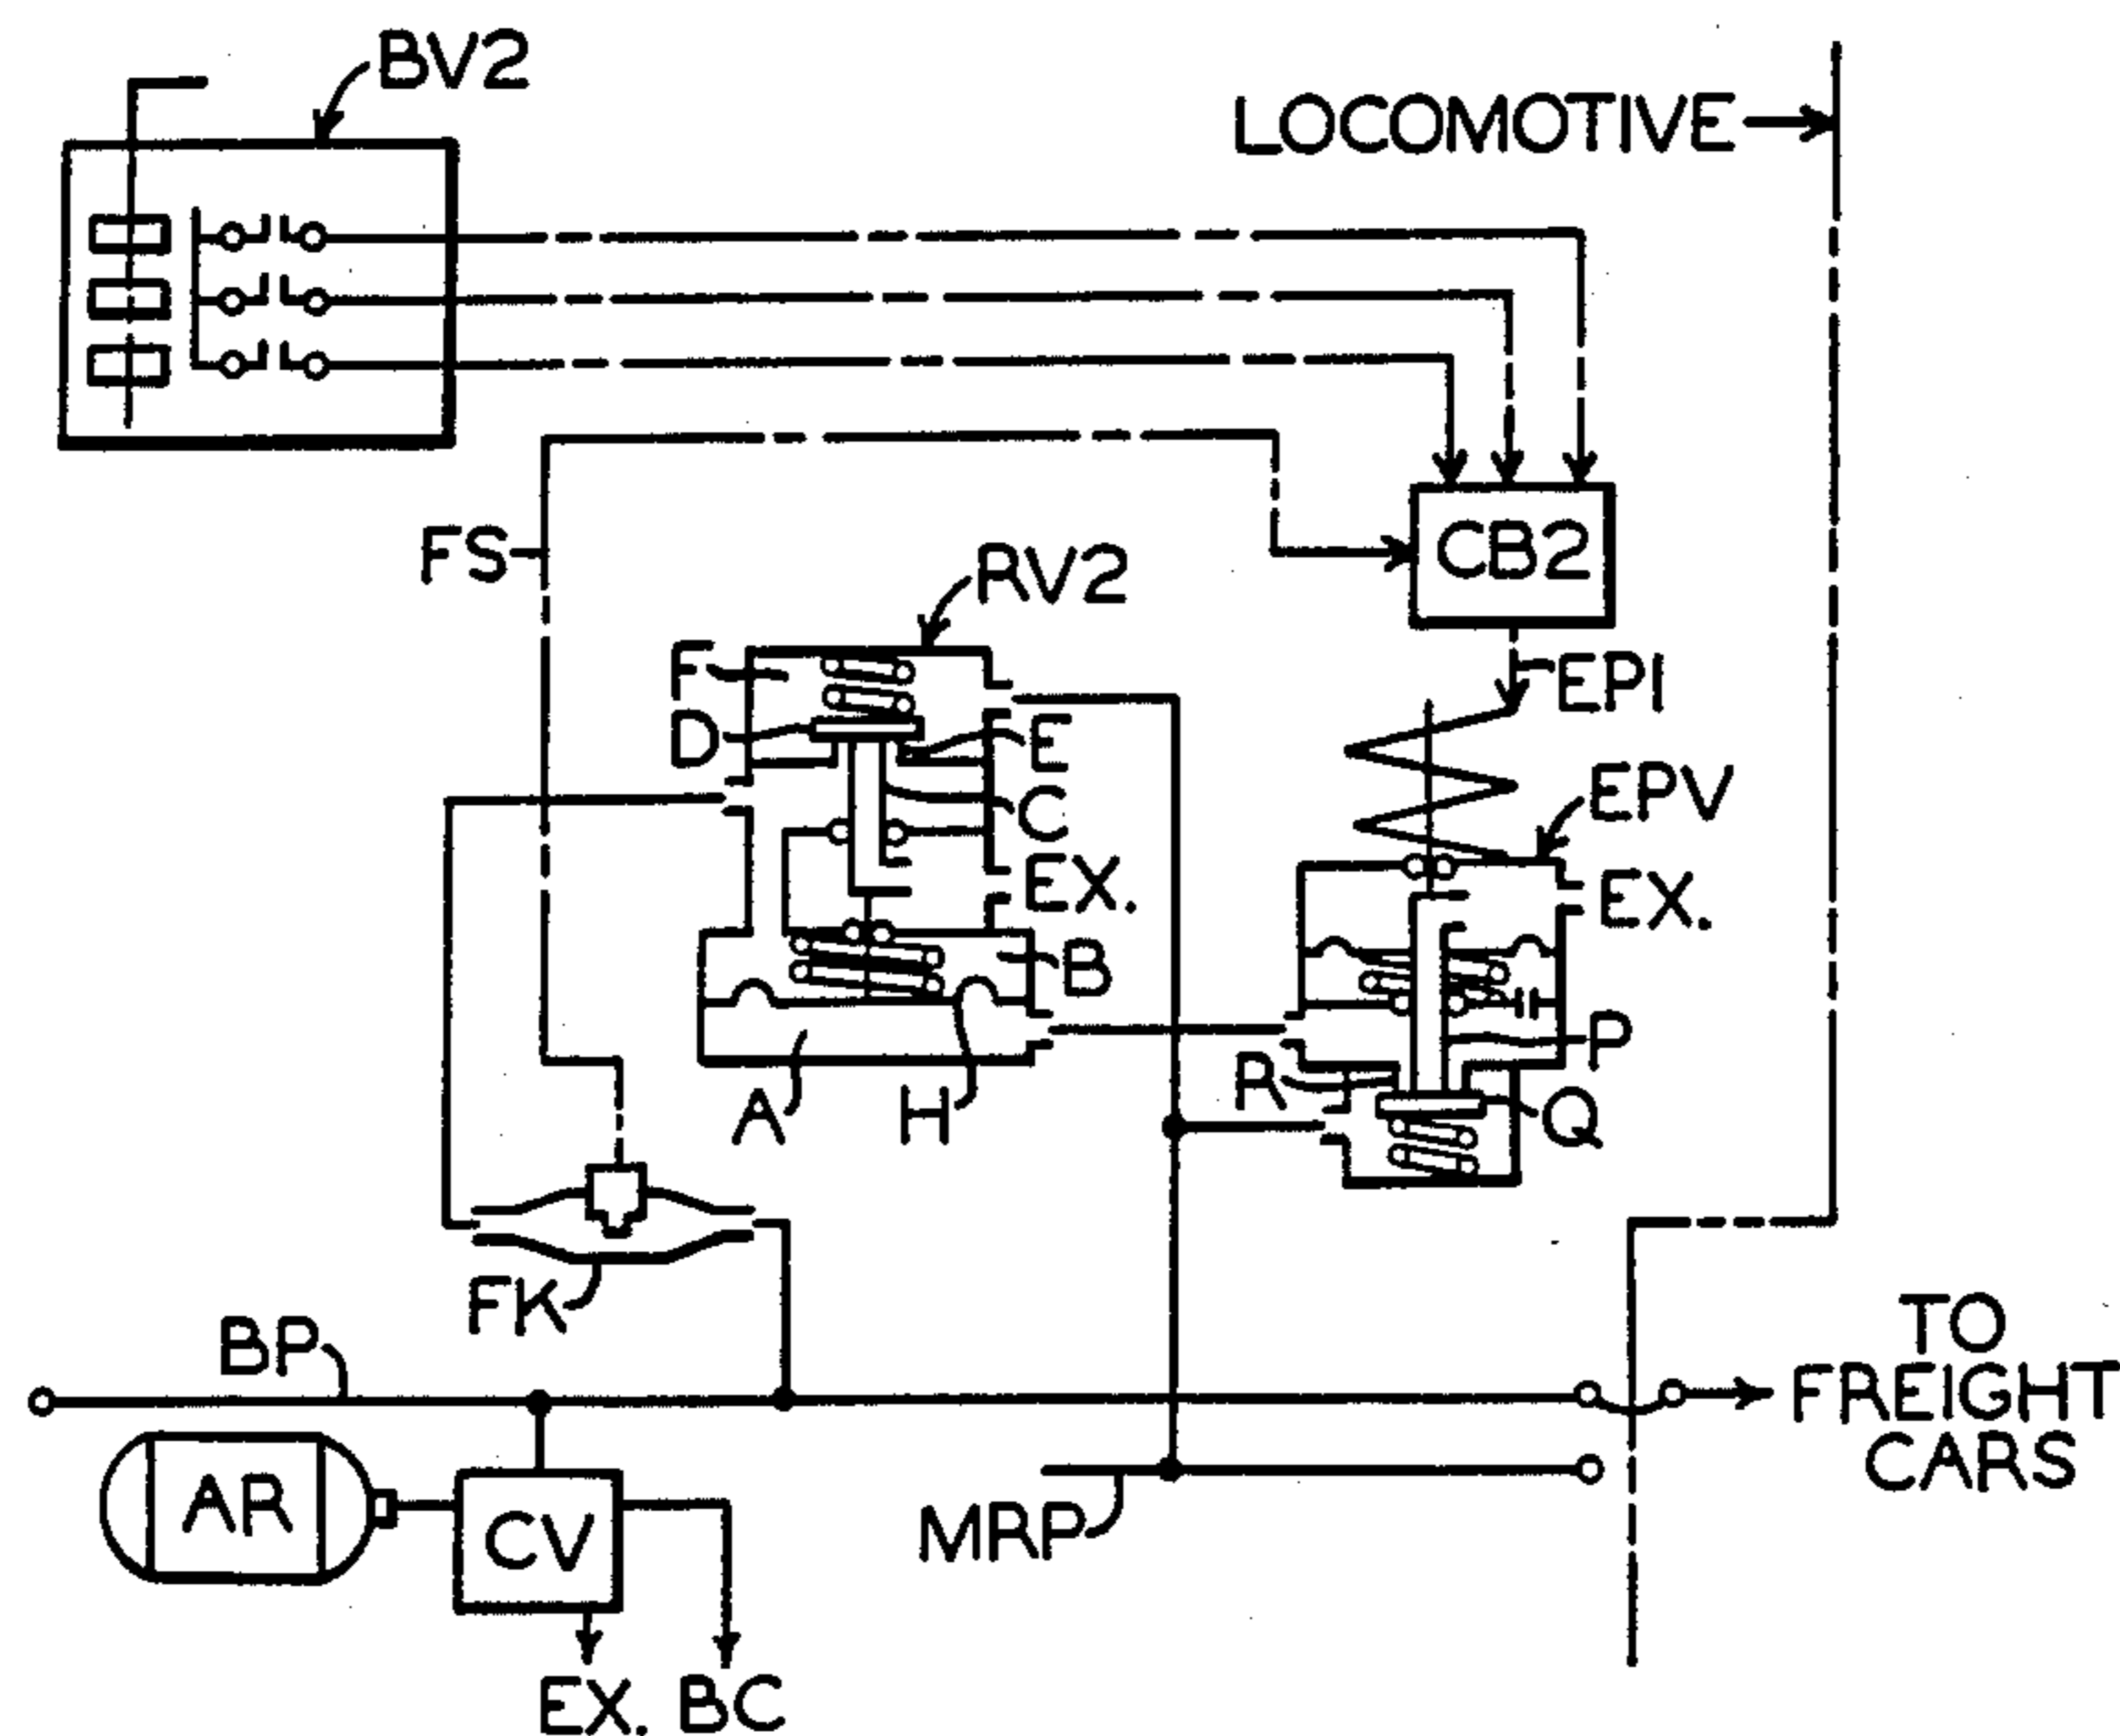 BV2
LOCOMOTIVE
FS
CB2
RV2
EPI
F
D
E
C
EPV
EX.
EX.
B
P
R
A
H
Q
FK
BP
TO
FREIGHT
CARS
AR
CV
MRP
EX.
BC